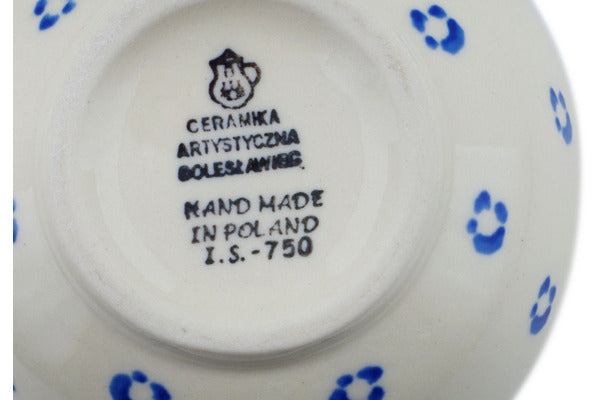 CERAMIKA
ARTYSTYCZNA
BOLESŁAWIEC
HAND MADE
IN POLAND
I.S.-750